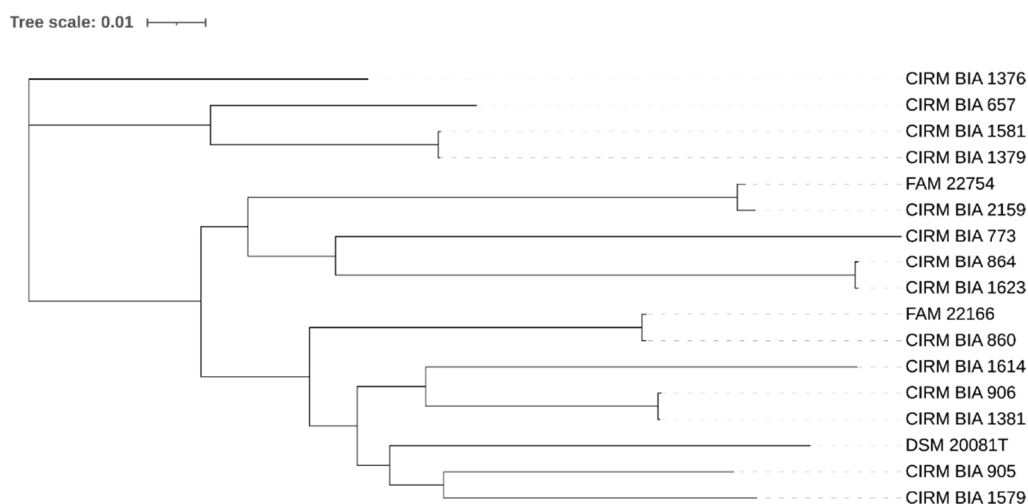 Tree scale: 0.01
CIRM BIA 1376
CIRM BIA 657
CIRM BIA 1581
CIRM BIA 1379
FAM 22754
CIRM BIA 2159
CIRM BIA 773
CIRM BIA 864
CIRM BIA 1623
FAM 22166
CIRM BIA 860
CIRM BIA 1614
CIRM BIA 906
CIRM BIA 1381
DSM 20081T
CIRM BIA 905
CIRM BIA 1579